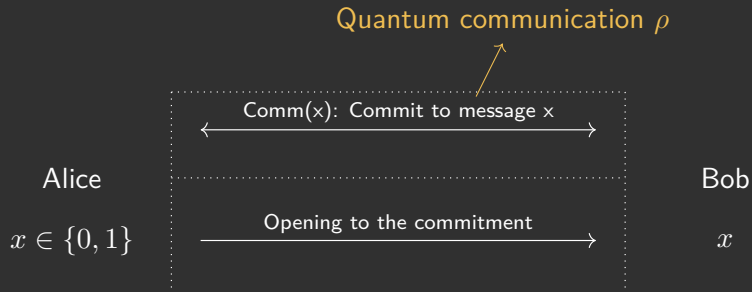 Quantum communication ρ
Comm(x): Commit to message x
Alice
Bob
Opening to the commitment
x ∈ {0, 1}
x